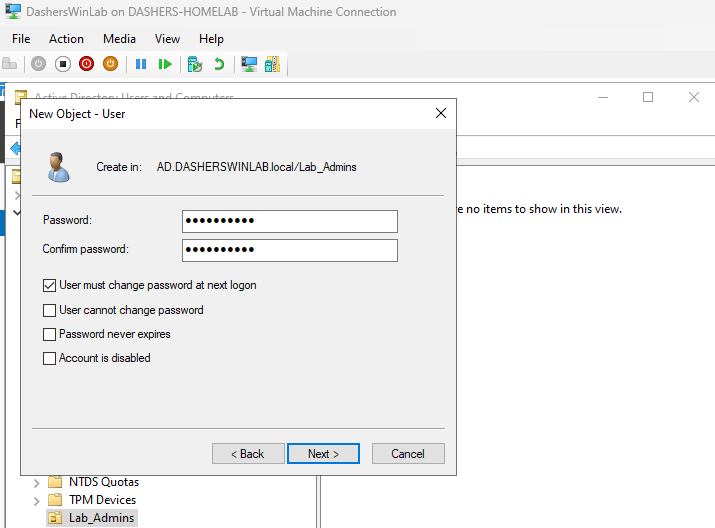 DashersWinLab on DASHERS-HOMELAB - Virtual Machine Connection
File Action Media View Help
Active Directory Users and Computers
New Object - User
Create in: AD.DASHERSWINLAB.local/Lab_Admins
no items to show in this view.
Password: ●●●●●●●●●●
Confirm password: ●●●●●●●●●●
User must change password at next logon
User cannot change password
Password never expires
Account is disabled
< Back Next > Cancel
NTDS Quotas
TPM Devices
Lab_Admins